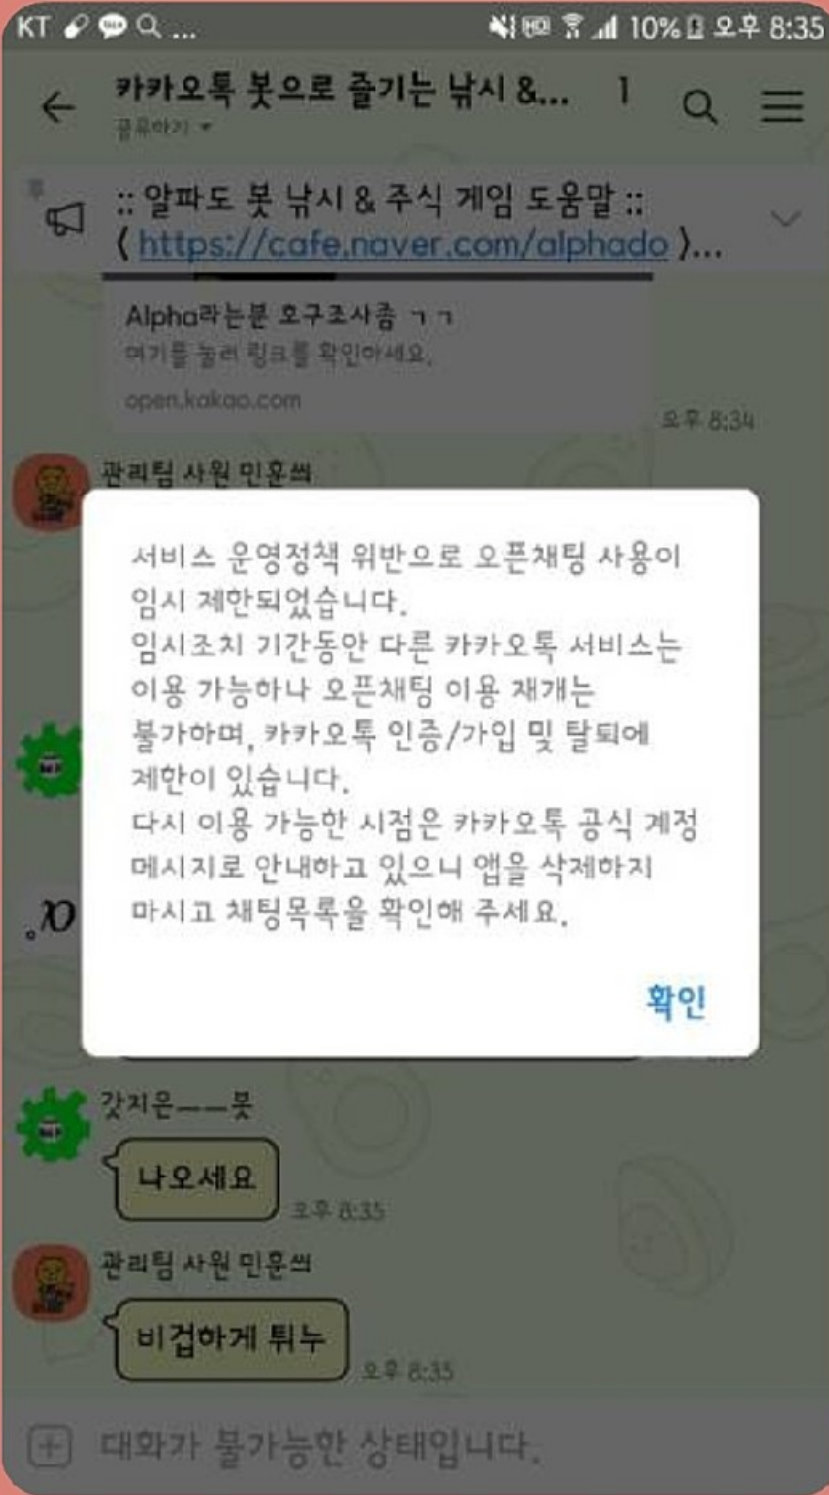 KT ... HD 10% 오후 8:35
카카오톡 봇으로 즐기는 낚시 &... 1
공유하기
:: 알파도 봇 낚시 & 주식 게임 도움말 ::
( https://cafe.naver.com/alphado )...
Alpha라는분 호구조사좀 ㄱㄱ
여기를 눌러 링크를 확인하세요.
open.kakao.com
오후 8:34
관리팀 사원 민훈씌
서비스 운영정책 위반으로 오픈채팅 사용이
임시 제한되었습니다.
임시조치 기간동안 다른 카카오톡 서비스는
이용 가능하나 오픈채팅 이용 재개는
불가하며, 카카오톡 인증/가입 및 탈퇴에
제한이 있습니다.
다시 이용 가능한 시점은 카카오톡 공식 계정
메시지로 안내하고 있으니 앱을 삭제하지
마시고 채팅목록을 확인해 주세요.
확인
갓지은——봇
나오세요
오후 8:35
관리팀 사원 민훈씌
비겁하게 튀누
오후 8:35
대화가 불가능한 상태입니다.